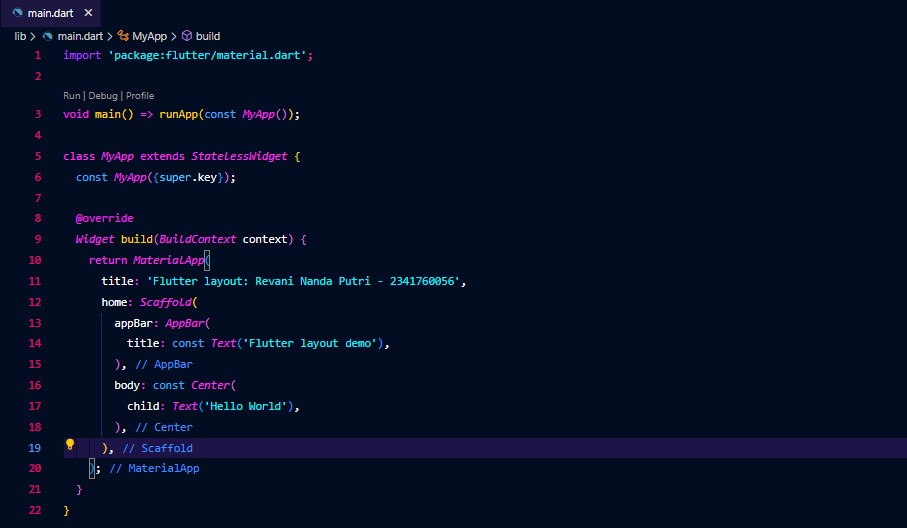 main.dart ×
lib > main.dart > MyApp > build
1 import 'package:flutter/material.dart';
2
Run | Debug | Profile
3 void main() => runApp(const MyApp());
4
5 class MyApp extends StatelessWidget {
6   const MyApp({super.key});
7
8   @override
9   Widget build(BuildContext context) {
10     return MaterialApp(
11       title: 'Flutter layout: Revani Nanda Putri - 2341760056',
12       home: Scaffold(
13         appBar: AppBar(
14           title: const Text('Flutter layout demo'),
15         ), // AppBar
16         body: const Center(
17           child: Text('Hello World'),
18         ), // Center
19       ), // Scaffold
20     ); // MaterialApp
21   }
22 }